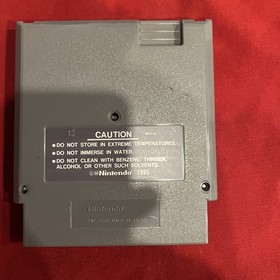 CAUTION
•DO NOT STORE IN EXTREME TEMPERATURES.
•DO NOT IMMERSE IN WATER.
•DO NOT CLEAN WITH BENZENE, THINNER,
ALCOHOL OR OTHER SUCH SOLVENTS.
©Nintendo 1985
Nintendo